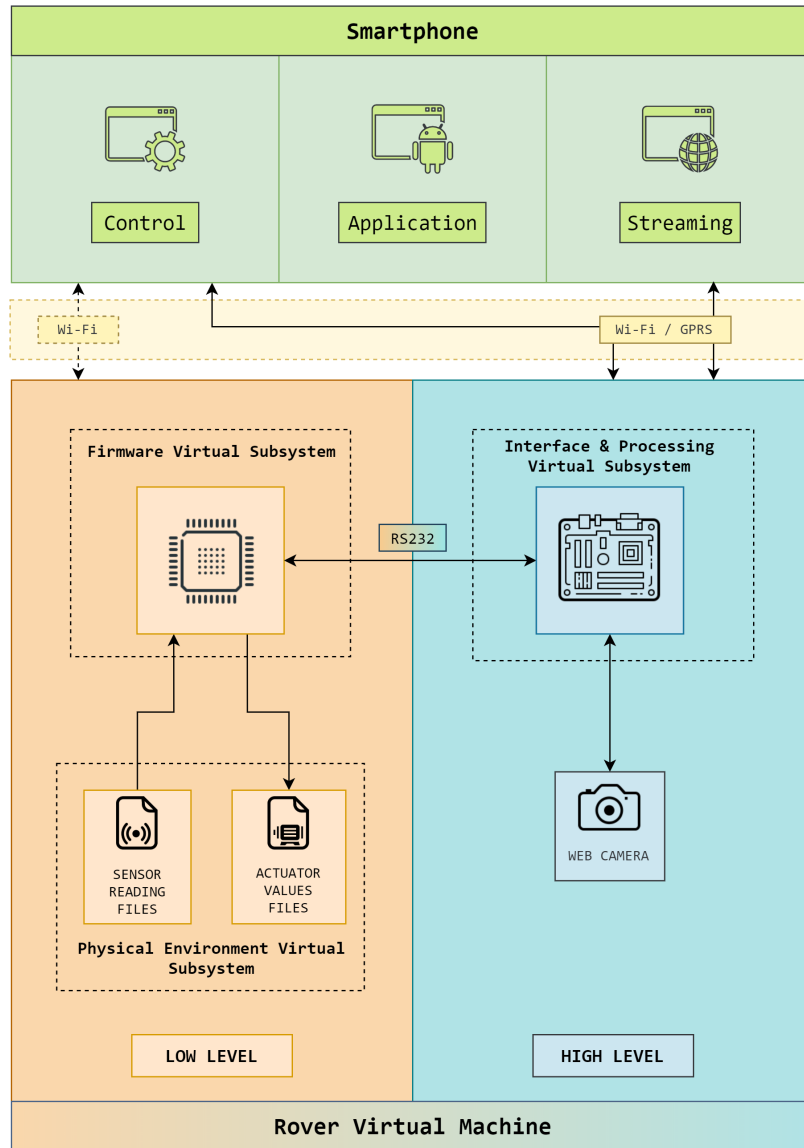 Smartphone
Control
Application
Streaming
Wi-Fi
Wi-Fi / GPRS
Firmware Virtual Subsystem
Interface & Processing
Virtual Subsystem
RS232
SENSOR
READING
FILES
ACTUATOR
VALUES
FILES
WEB CAMERA
Physical Environment Virtual
Subsystem
LOW LEVEL
HIGH LEVEL
Rover Virtual Machine